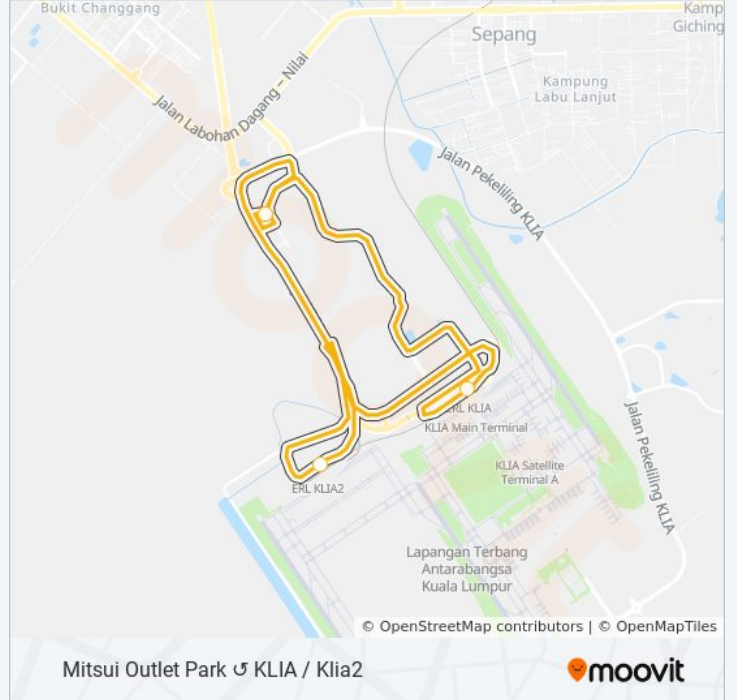 Bukit Changgang
Kamp
Giching
Sepang
Kampung
Labu Lanjut
Jalan Labohan Dagang – Nilai
Jalan Pekeliling KLIA
ERL KLIA
KLIA Main Terminal
Jalan Pekeliling KLIA
KLIA Satellite
Terminal A
ERL KLIA2
Lapangan Terbang
Antarabangsa
Kuala Lumpur
© OpenStreetMap contributors | © OpenMapTiles
Mitsui Outlet Park ↺ KLIA / Klia2
moovit